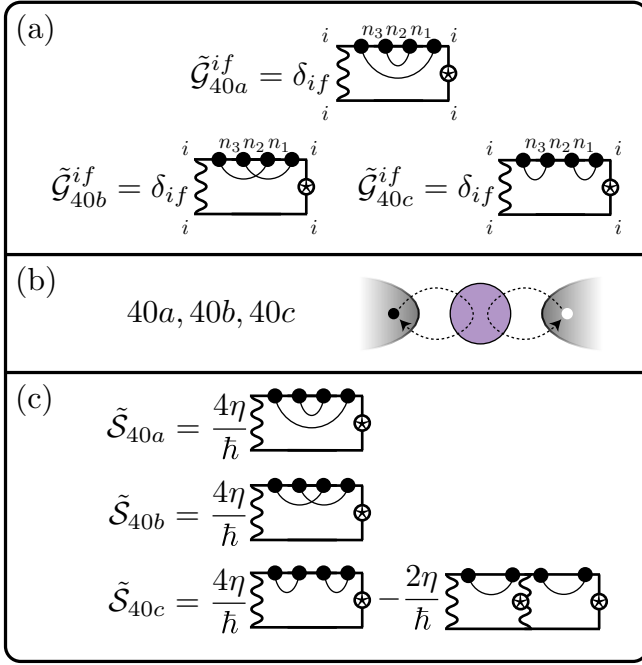 (a)
i n₃ n₂ n₁ i
𝒢̃₄₀ₐ^{if} = δ_{if}
i i
i n₃ n₂ n₁ i i n₃ n₂ n₁ i
𝒢̃_{40b}^{if} = δ_{if} 𝒢̃_{40c}^{if} = δ_{if}
i i i i
(b)
40a, 40b, 40c
(c)
𝒮̃_{40a} = 4η/ħ
𝒮̃_{40b} = 4η/ħ
𝒮̃_{40c} = 4η/ħ − 2η/ħ